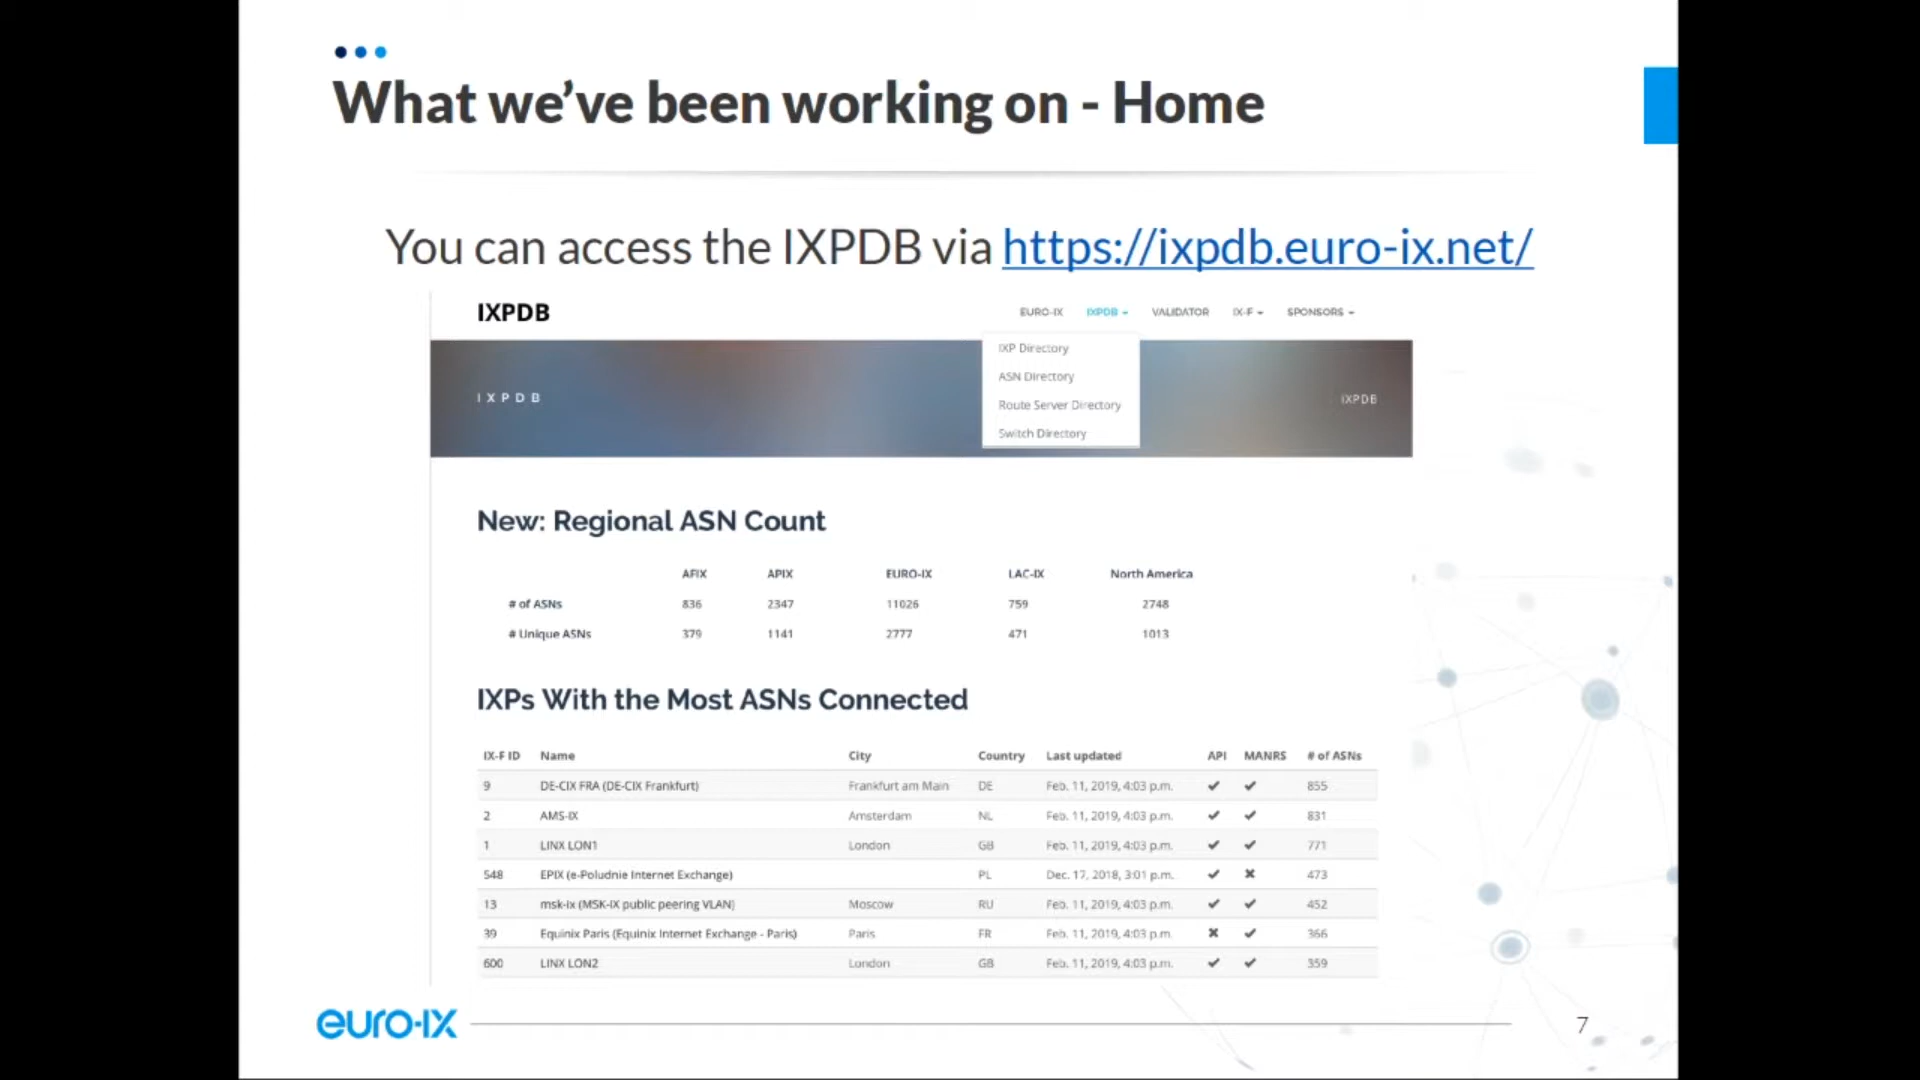 What we've been working on - Home
You can access the IXPDB via https://ixpdb.euro-ix.net/
IXPDB
EURO-IX IXPDB VALIDATOR IX-F SPONSORS
IXP Directory
ASN Directory
Route Server Directory
Switch Directory
IXPDB
IXPDB
New: Regional ASN Count
AFIX APIX EURO-IX LAC-IX North America
# of ASNs 836 2347 11026 759 2748
# Unique ASNs 379 1141 2777 471 1013
IXPs With the Most ASNs Connected
IX-F ID Name City Country Last updated API MANRS # of ASNs
9 DE-CIX FRA (DE-CIX Frankfurt) Frankfurt am Main DE Feb. 11, 2019, 4:03 p.m. ✔ ✔ 855
2 AMS-IX Amsterdam NL Feb. 11, 2019, 4:03 p.m. ✔ ✔ 831
1 LINX LON1 London GB Feb. 11, 2019, 4:03 p.m. ✔ ✔ 771
548 EPIX (e-Poludnie Internet Exchange) PL Dec. 17, 2018, 3:01 p.m. ✔ ✖ 473
13 msk-ix (MSK-IX public peering VLAN) Moscow RU Feb. 11, 2019, 4:03 p.m. ✔ ✔ 452
39 Equinix Paris (Equinix Internet Exchange - Paris) Paris FR Feb. 11, 2019, 4:03 p.m. ✖ ✔ 366
600 LINX LON2 London GB Feb. 11, 2019, 4:03 p.m. ✔ ✔ 359
euro-IX
7